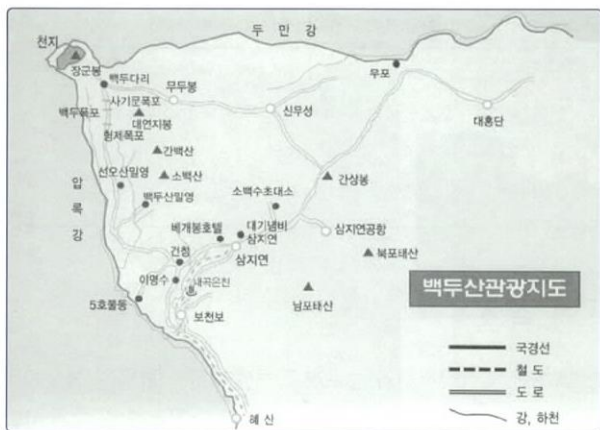 두 만 강
천지
장군봉
백두다리
무두봉
무포
사기문폭포
백두폭포
대연지봉
신무성
대홍단
형제폭포
간백산
선오산밀영
소백산
간삼봉
백두산밀영
소백수초대소
압 록 강
베개봉호텔
대기념비
삼지연
삼지연공항
건창
삼지연
북포태산
이명수
내곡온천
5호물동
보천보
남포태산
백두산관광지도
국경선
철 도
도 로
강, 하천
혜 신